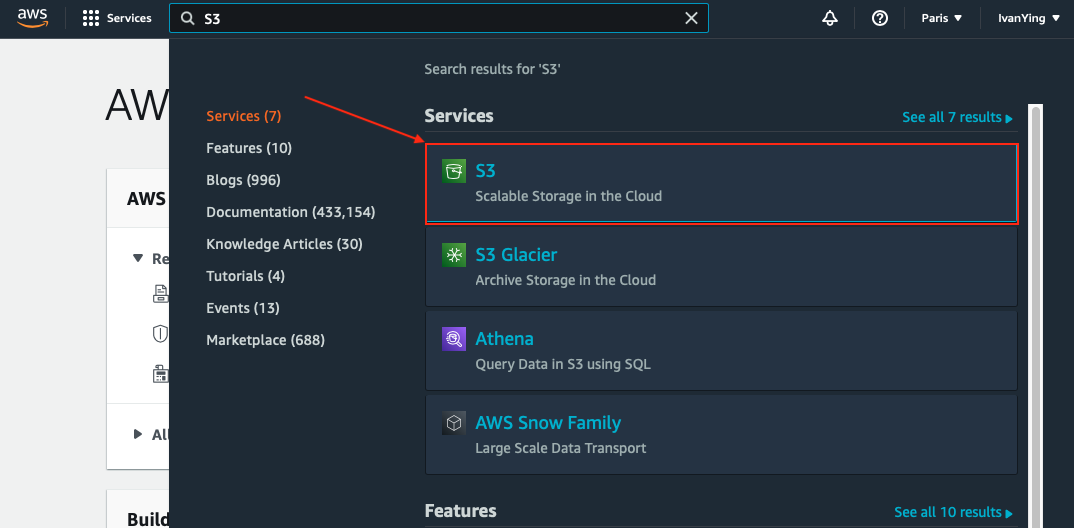 aws
Services
S3
Paris
IvanYing
Search results for 'S3'
AW
Services (7)
Features (10)
Blogs (996)
Documentation (433,154)
Knowledge Articles (30)
Tutorials (4)
Events (13)
Marketplace (688)
AWS
Re
All
Build
Services
See all 7 results
S3
Scalable Storage in the Cloud
S3 Glacier
Archive Storage in the Cloud
Athena
Query Data in S3 using SQL
AWS Snow Family
Large Scale Data Transport
Features
See all 10 results